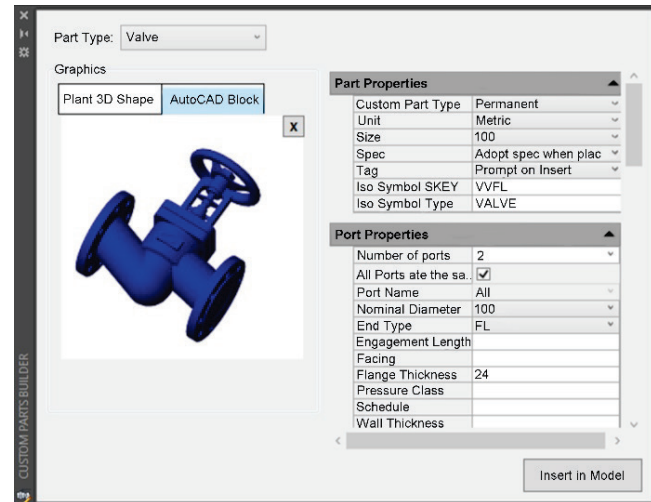 Part Type: Valve
Graphics
Plant 3D Shape AutoCAD Block
X
Part Properties
Custom Part Type Permanent
Unit Metric
Size 100
Spec Adopt spec when plac
Tag Prompt on Insert
Iso Symbol SKEY VVFL
Iso Symbol Type VALVE
Part Properties
Number of ports 2
All Ports ate the sa..
Port Name All
Nominal Diameter 100
End Type FL
Engagement Length
Facing
Flange Thickness 24
Pressure Class
Schedule
Wall Thickness
Insert in Model
CUSTOM PARTS BUILDER